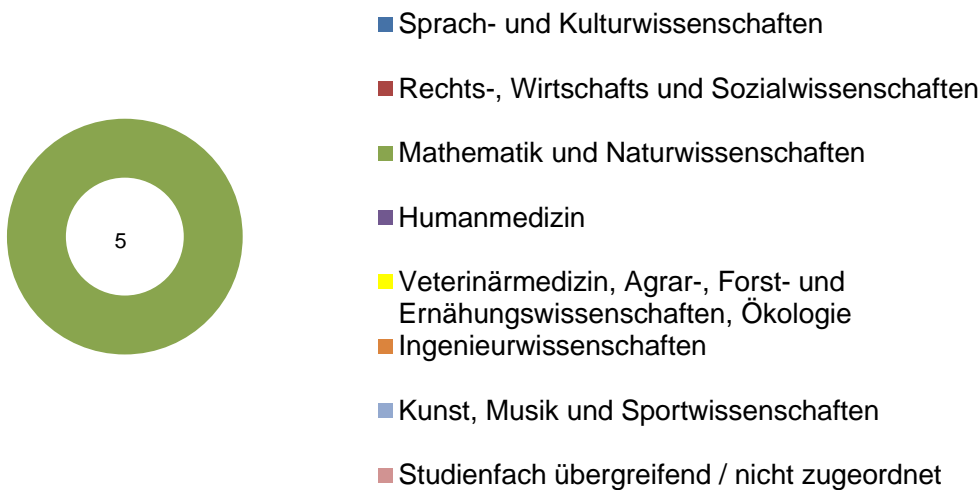 Sprach- und Kulturwissenschaften
Rechts-, Wirtschafts und Sozialwissenschaften
Mathematik und Naturwissenschaften
5
Humanmedizin
Veterinärmedizin, Agrar-, Forst- und
Ernährungswissenschaften, Ökologie
Ingenieurwissenschaften
Kunst, Musik und Sportwissenschaften
Studienfach übergreifend / nicht zugeordnet